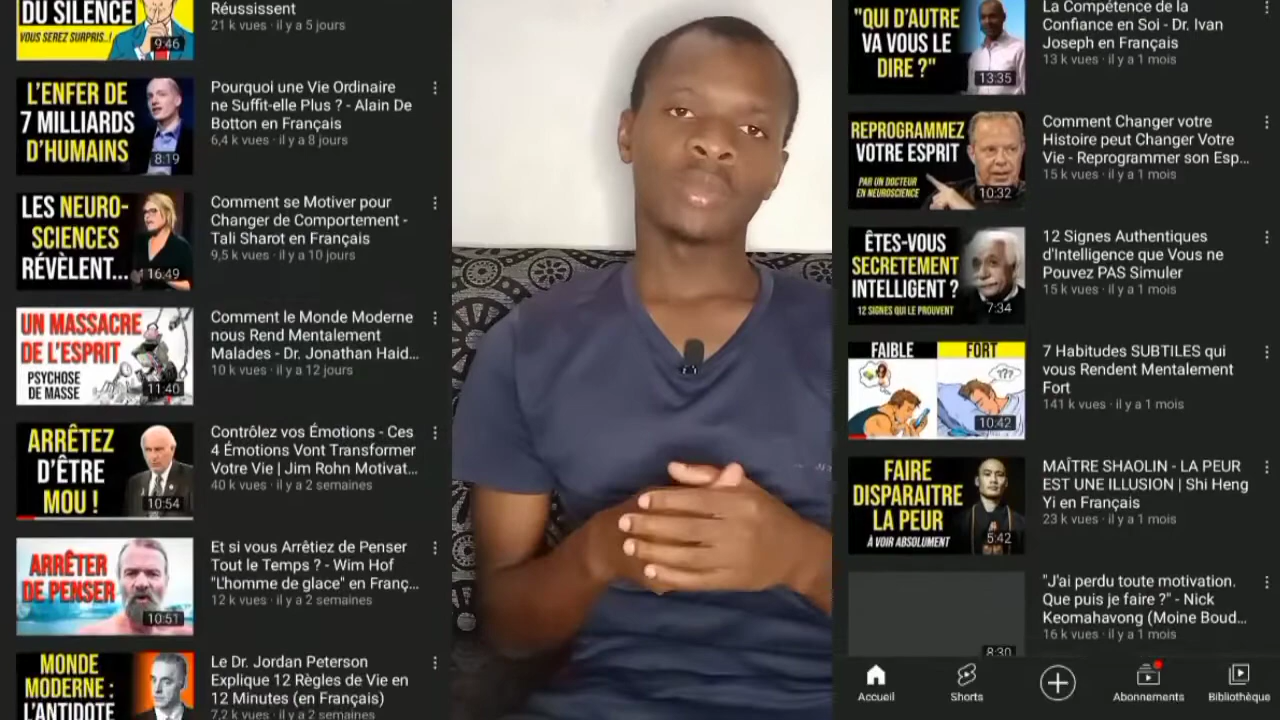 DU SILENCE
VOUS SEREZ SURPRIS..!
9:46
Réussissent
21 k vues · il y a 5 jours
L'ENFER DE
7 MILLIARDS
D'HUMAINS
8:19
Pourquoi une Vie Ordinaire
ne Suffit-elle Plus ? - Alain De
Botton en Français
6,4 k vues · il y a 8 jours
LES NEURO-
SCIENCES
RÉVÈLENT...
16:49
Comment se Motiver pour
Changer de Comportement -
Tali Sharot en Français
9,5 k vues · il y a 10 jours
UN MASSACRE
DE L'ESPRIT
PSYCHOSE
DE MASSE
11:40
Comment le Monde Moderne
nous Rend Mentalement
Malades - Dr. Jonathan Haid...
10 k vues · il y a 12 jours
ARRÊTEZ
D'ÊTRE
MOU !
10:54
Contrôlez vos Émotions - Ces
4 Émotions Vont Transformer
Votre Vie | Jim Rohn Motivat...
40 k vues · il y a 2 semaines
ARRÊTER
DE PENSER
10:51
Et si vous Arrêtiez de Penser
Tout le Temps ? - Wim Hof
"L'homme de glace" en Franç...
12 k vues · il y a 2 semaines
MONDE
MODERNE :
L'ANTIDOTE
Le Dr. Jordan Peterson
Explique 12 Règles de Vie en
12 Minutes (en Français)
7,2 k vues · il y a 2 semaines
"QUI D'AUTRE
VA VOUS LE
DIRE ?"
13:35
La Compétence de la
Confiance en Soi - Dr. Ivan
Joseph en Français
13 k vues · il y a 1 mois
REPROGRAMMEZ
VOTRE ESPRIT
PAR UN DOCTEUR
EN NEUROSCIENCE
10:32
Comment Changer votre
Histoire peut Changer Votre
Vie - Reprogrammer son Esp...
15 k vues · il y a 1 mois
ÊTES-VOUS
SECRETEMENT
INTELLIGENT ?
12 SIGNES QUI LE PROUVENT
7:34
12 Signes Authentiques
d'Intelligence que Vous ne
Pouvez PAS Simuler
15 k vues · il y a 1 mois
FAIBLE
FORT
???
10:42
7 Habitudes SUBTILES qui
vous Rendent Mentalement
Fort
141 k vues · il y a 1 mois
FAIRE
DISPARAITRE
LA PEUR
À VOIR ABSOLUMENT
5:42
MAÎTRE SHAOLIN - LA PEUR
EST UNE ILLUSION | Shi Heng
Yi en Français
23 k vues · il y a 1 mois
8:30
"J'ai perdu toute motivation.
Que puis je faire ?" - Nick
Keomahavong (Moine Boud...
16 k vues · il y a 1 mois
Accueil
Shorts
Abonnements
Bibliothèque